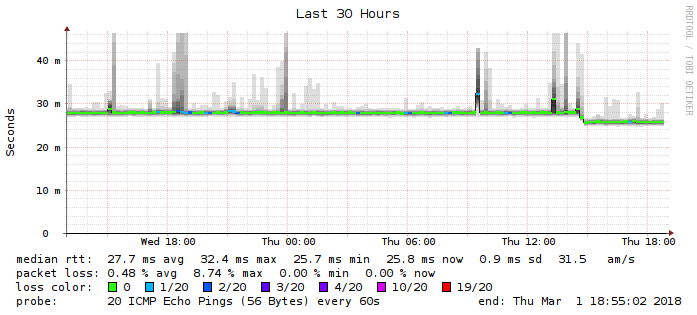 Last 30 Hours
RRDTOOL / TOBI OETIKER
Seconds
40 m
30 m
20 m
10 m
0
Wed 18:00 Thu 00:00 Thu 06:00 Thu 12:00 Thu 18:00
median rtt: 27.7 ms avg 32.4 ms max 25.7 ms min 25.8 ms now 0.9 ms sd 31.5 am/s
packet loss: 0.48 % avg 8.74 % max 0.00 % min 0.00 % now
loss color: 0 1/20 2/20 3/20 4/20 10/20 19/20
probe: 20 ICMP Echo Pings (56 Bytes) every 60s end: Thu Mar 1 18:55:02 2018